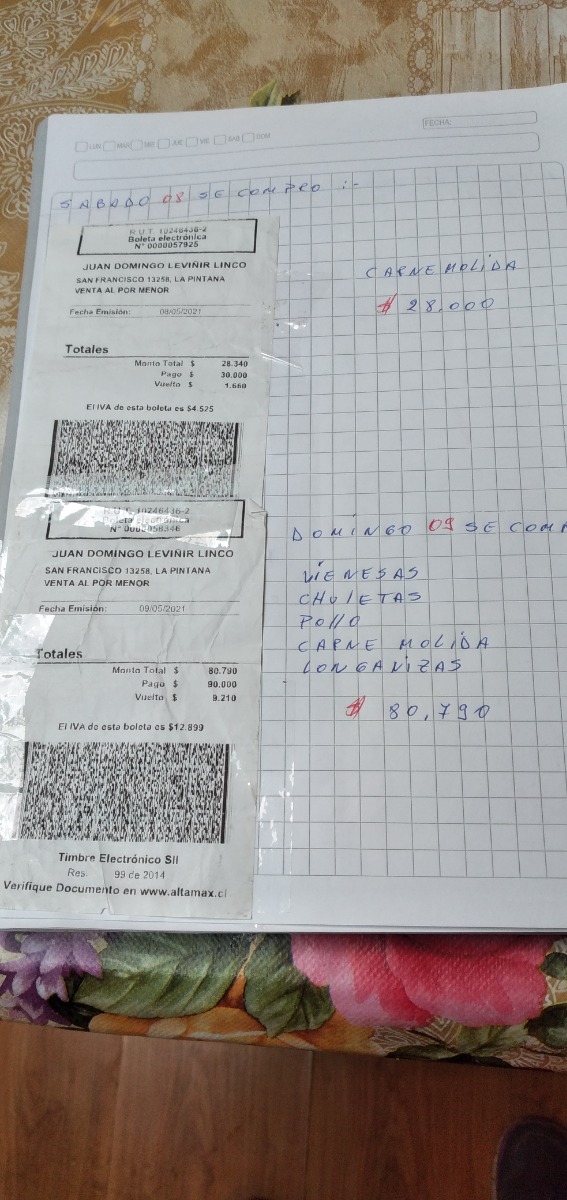 FECHA:
LUN MAR MIE JUE VIE SAB DOM
SABADO 08 SE COMPRO :-
R.U.T. 10246436-2
Boleta electrónica
N° 0000057925
JUAN DOMINGO LEVIÑIR LINCO
SAN FRANCISCO 13258, LA PINTANA
VENTA AL POR MENOR
Fecha Emisión: 08/05/2021
Totales
Monto Total $ 28.340
Pago $ 30.000
Vuelto $ 1.660
El IVA de esta boleta es $4.525
CARNE MOLIDA
$ 28.000
R.U.T. 10246436-2
Boleta electrónica
N° 0000058346
JUAN DOMINGO LEVIÑIR LINCO
SAN FRANCISCO 13258, LA PINTANA
VENTA AL POR MENOR
Fecha Emisión: 09/05/2021
Totales
Monto Total $ 80.790
Pago $ 90.000
Vuelto $ 9.210
El IVA de esta boleta es $12.899
Timbre Electrónico SII
Res. 99 de 2014
Verifique Documento en www.altamax.cl
DOMINGO 09 SE COMP
VIENESAS
CHULETAS
POLLO
CARNE MOLIDA
LONGANIZAS
$ 80,790